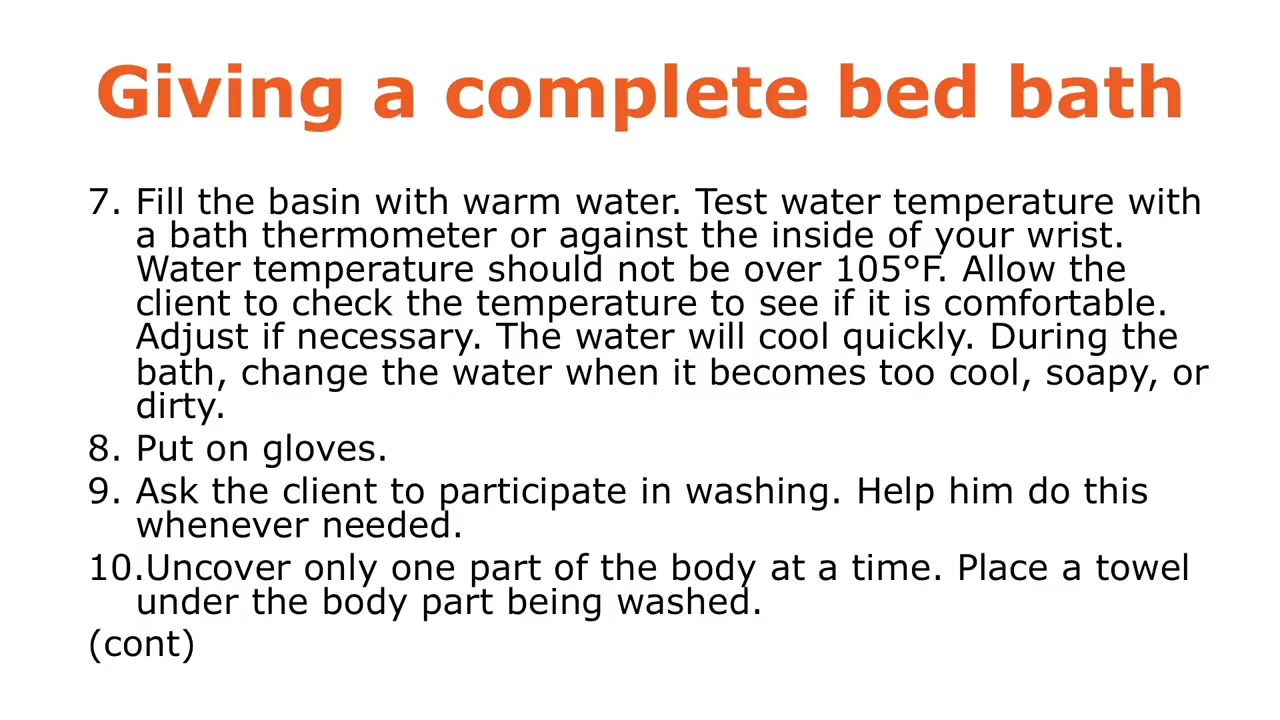 Giving a complete bed bath
7. Fill the basin with warm water. Test water temperature with
a bath thermometer or against the inside of your wrist.
Water temperature should not be over 105°F. Allow the
client to check the temperature to see if it is comfortable.
Adjust if necessary. The water will cool quickly. During the
bath, change the water when it becomes too cool, soapy, or
dirty.
8. Put on gloves.
9. Ask the client to participate in washing. Help him do this
whenever needed.
10.Uncover only one part of the body at a time. Place a towel
under the body part being washed.
(cont)